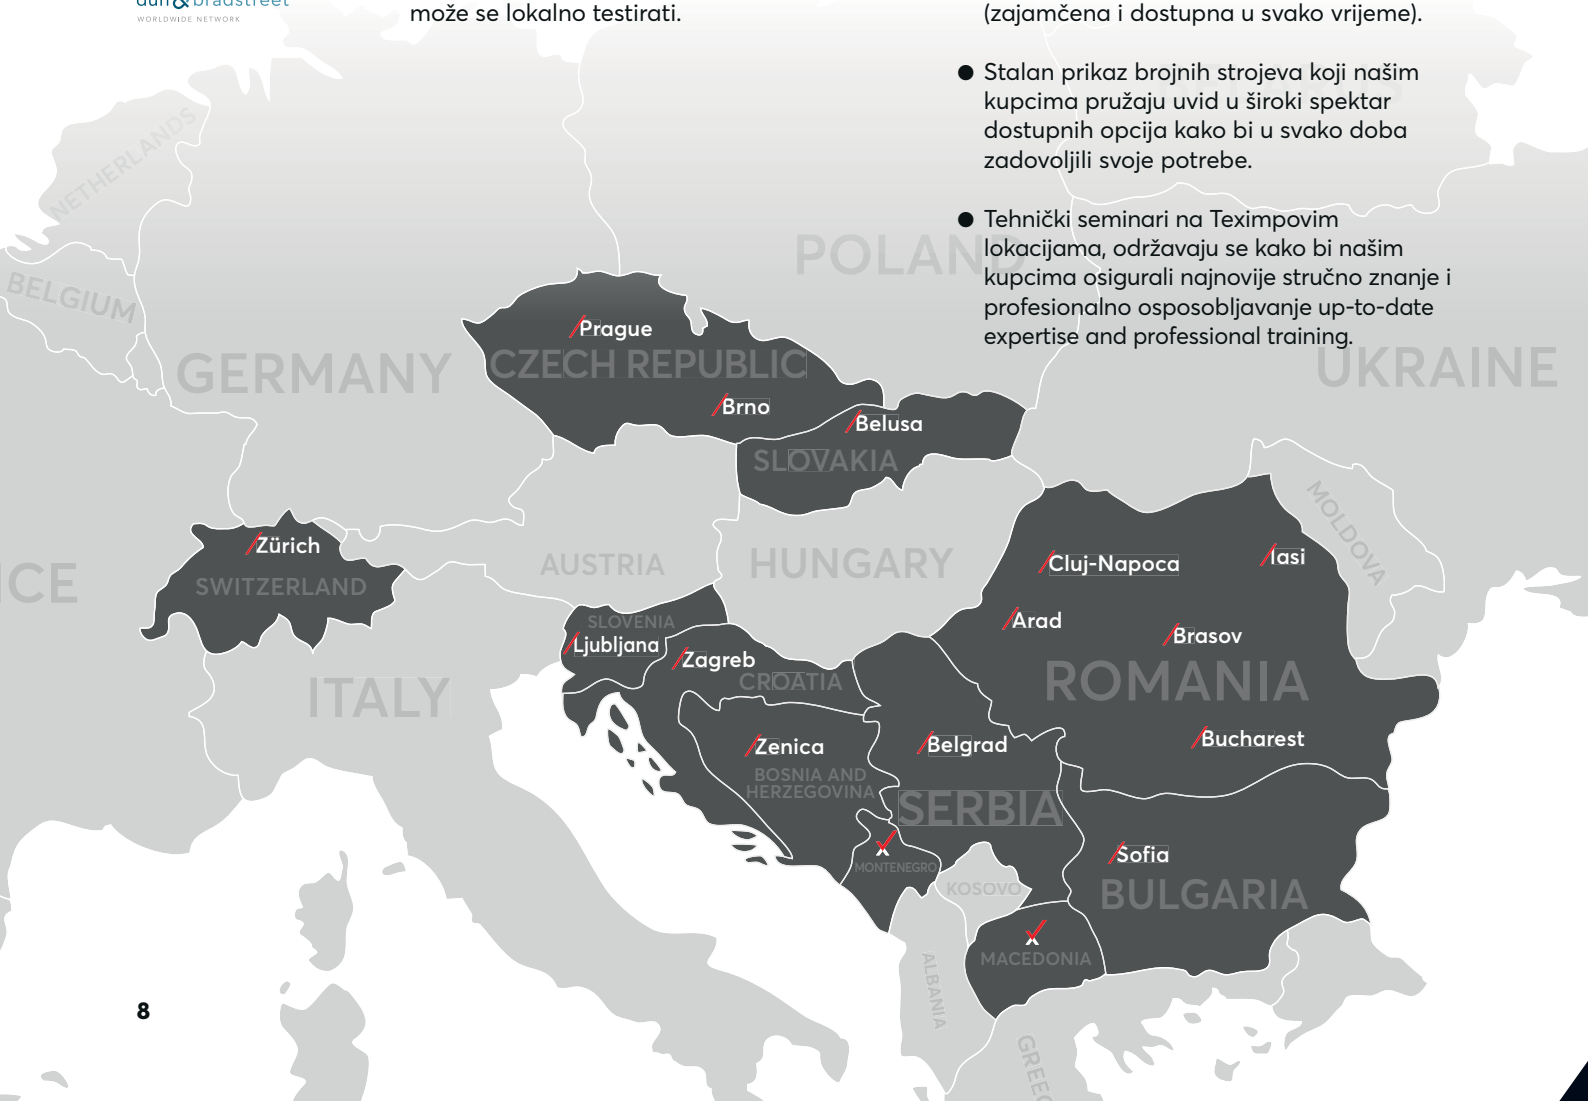 dun & bradstreet
WORLDWIDE NETWORK
može se lokalno testirati.
(zajamčena i dostupna u svako vrijeme).
● Stalan prikaz brojnih strojeva koji našim
kupcima pružaju uvid u široki spektar
dostupnih opcija kako bi u svako doba
zadovoljili svoje potrebe.
● Tehnički seminari na Teximpovim
lokacijama, održavaju se kako bi našim
kupcima osigurali najnovije stručno znanje i
profesionalno osposobljavanje up-to-date
expertise and professional training.
NETHERLANDS
BELGIUM
GERMANY
POLAND
UKRAINE
Prague
CZECH REPUBLIC
Brno
Belusa
SLOVAKIA
MOLDOVA
Zürich
SWITZERLAND
AUSTRIA
HUNGARY
Cluj-Napoca
Iasi
Arad
Brasov
ROMANIA
Bucharest
SLOVENIA
Ljubljana
Zagreb
CROATIA
ITALY
Zenica
BOSNIA AND
HERZEGOVINA
Belgrad
SERBIA
MONTENEGRO
KOSOVO
Sofia
BULGARIA
MACEDONIA
ALBANIA
8